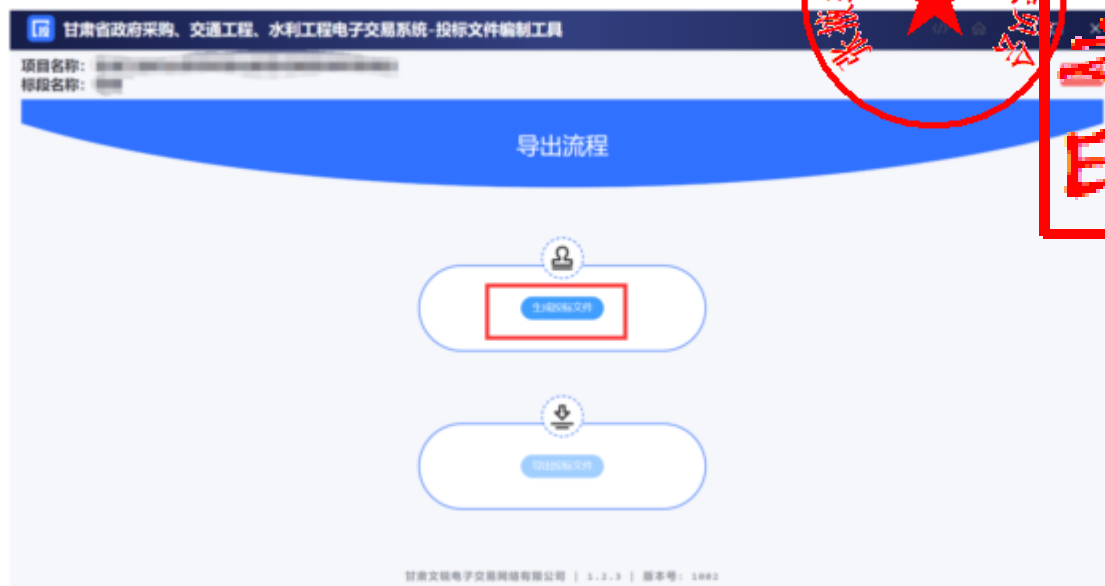 甘肃省政府采购、交通工程、水利工程电子交易系统-投标文件编制工具
项目名称：
标段名称：
导出流程
生成投标文件
导出投标文件
甘肃文锐电子交易网络有限公司 | 1.2.3 | 版本号: 1002
印